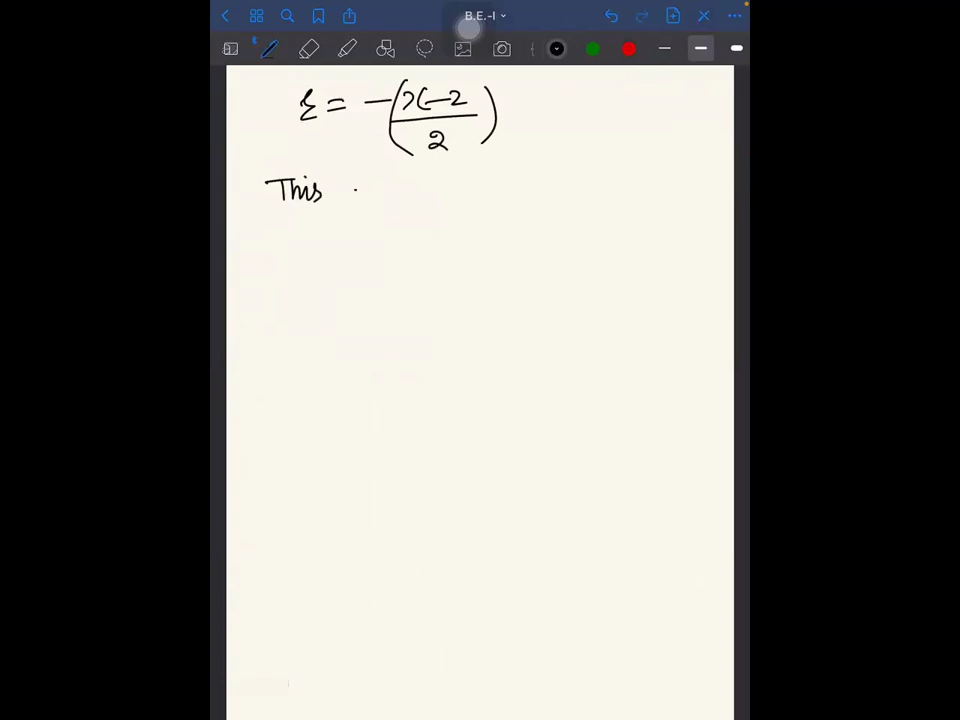 B.E.-I
ξ = -(x-2/2)
This